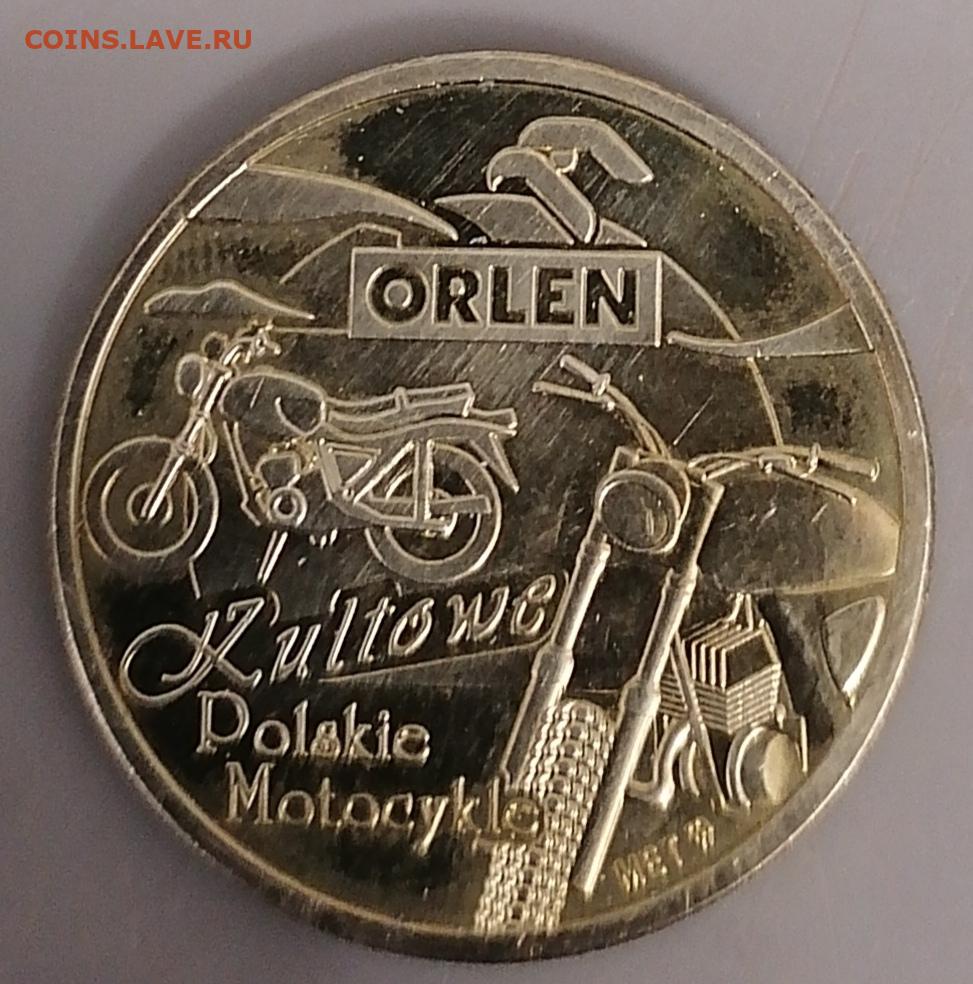 COINS.LAVE.RU
ORLEN
Kultowe
Polskie
Motocykle
MET